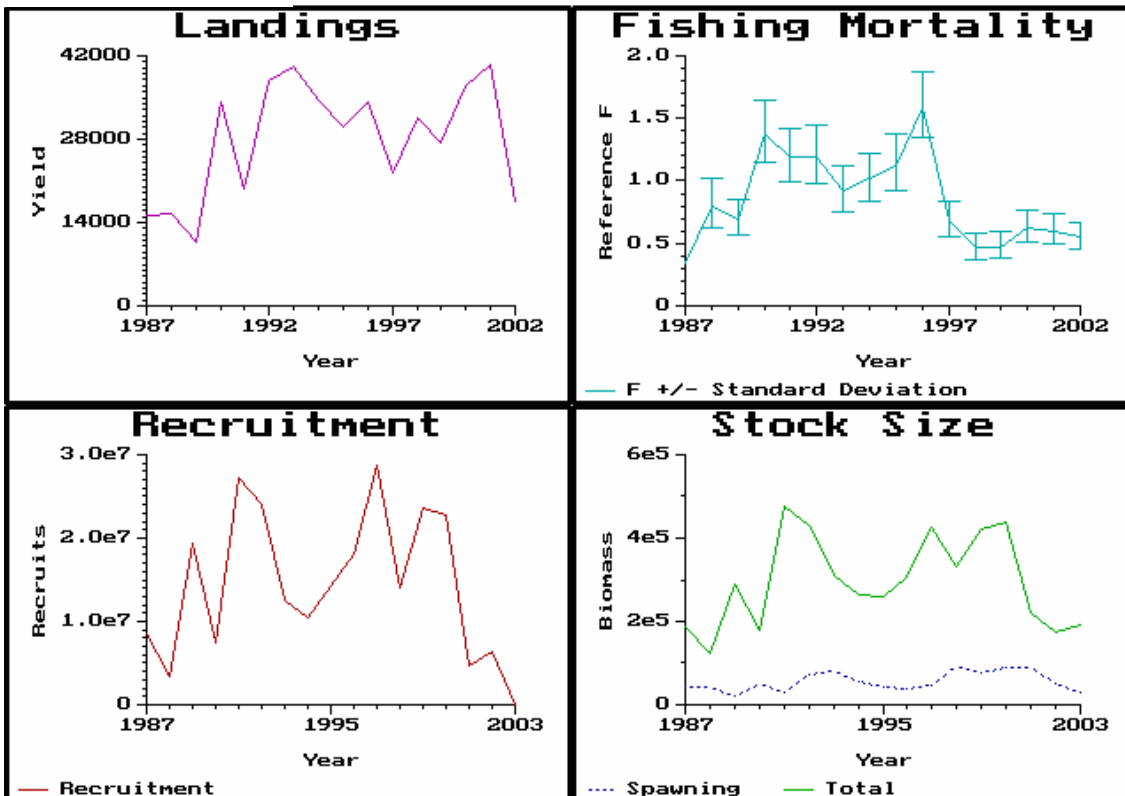 Landings
42000
28000
14000
0
Yield
1987 1992 1997 2002
Year
Fishing Mortality
2.0
1.5
1.0
0.5
0
Reference F
1987 1992 1997 2002
Year
F +/- Standard Deviation
Recruitment
3.0e7
2.0e7
1.0e7
0
Recruits
1987 1995 2003
Year
Recruitment
Stock Size
6e5
4e5
2e5
0
Biomass
1987 1995 2003
Year
Spawning Total